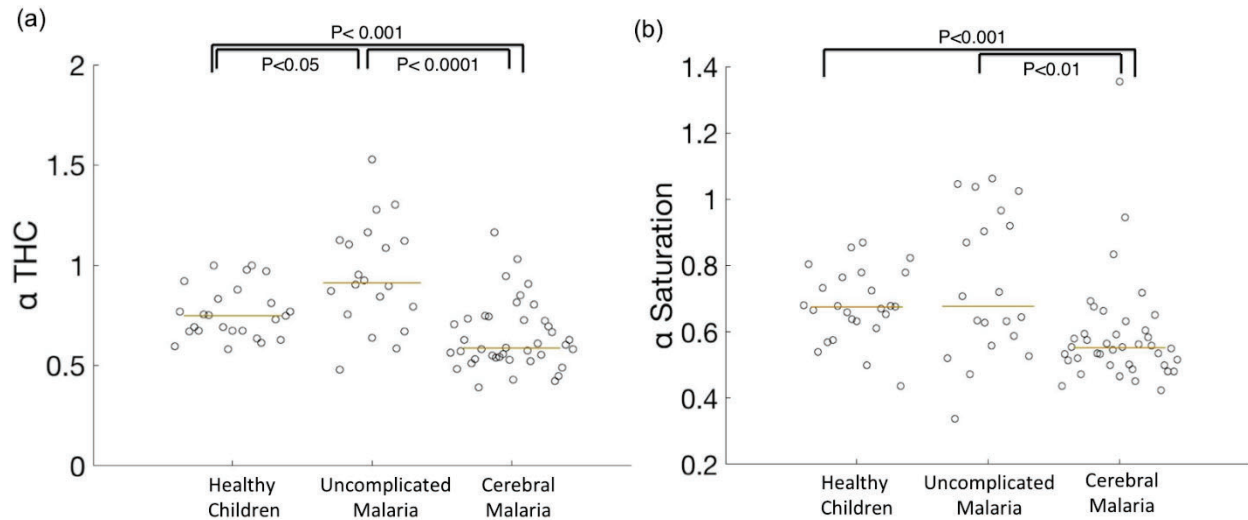 (a)
P< 0.001
P<0.05
P< 0.0001
2
1.5
1
0.5
0
α THC
Healthy
Children
Uncomplicated
Malaria
Cerebral
Malaria
(b)
P<0.001
P<0.01
1.4
1.2
1
0.8
0.6
0.4
0.2
α Saturation
Healthy
Children
Uncomplicated
Malaria
Cerebral
Malaria